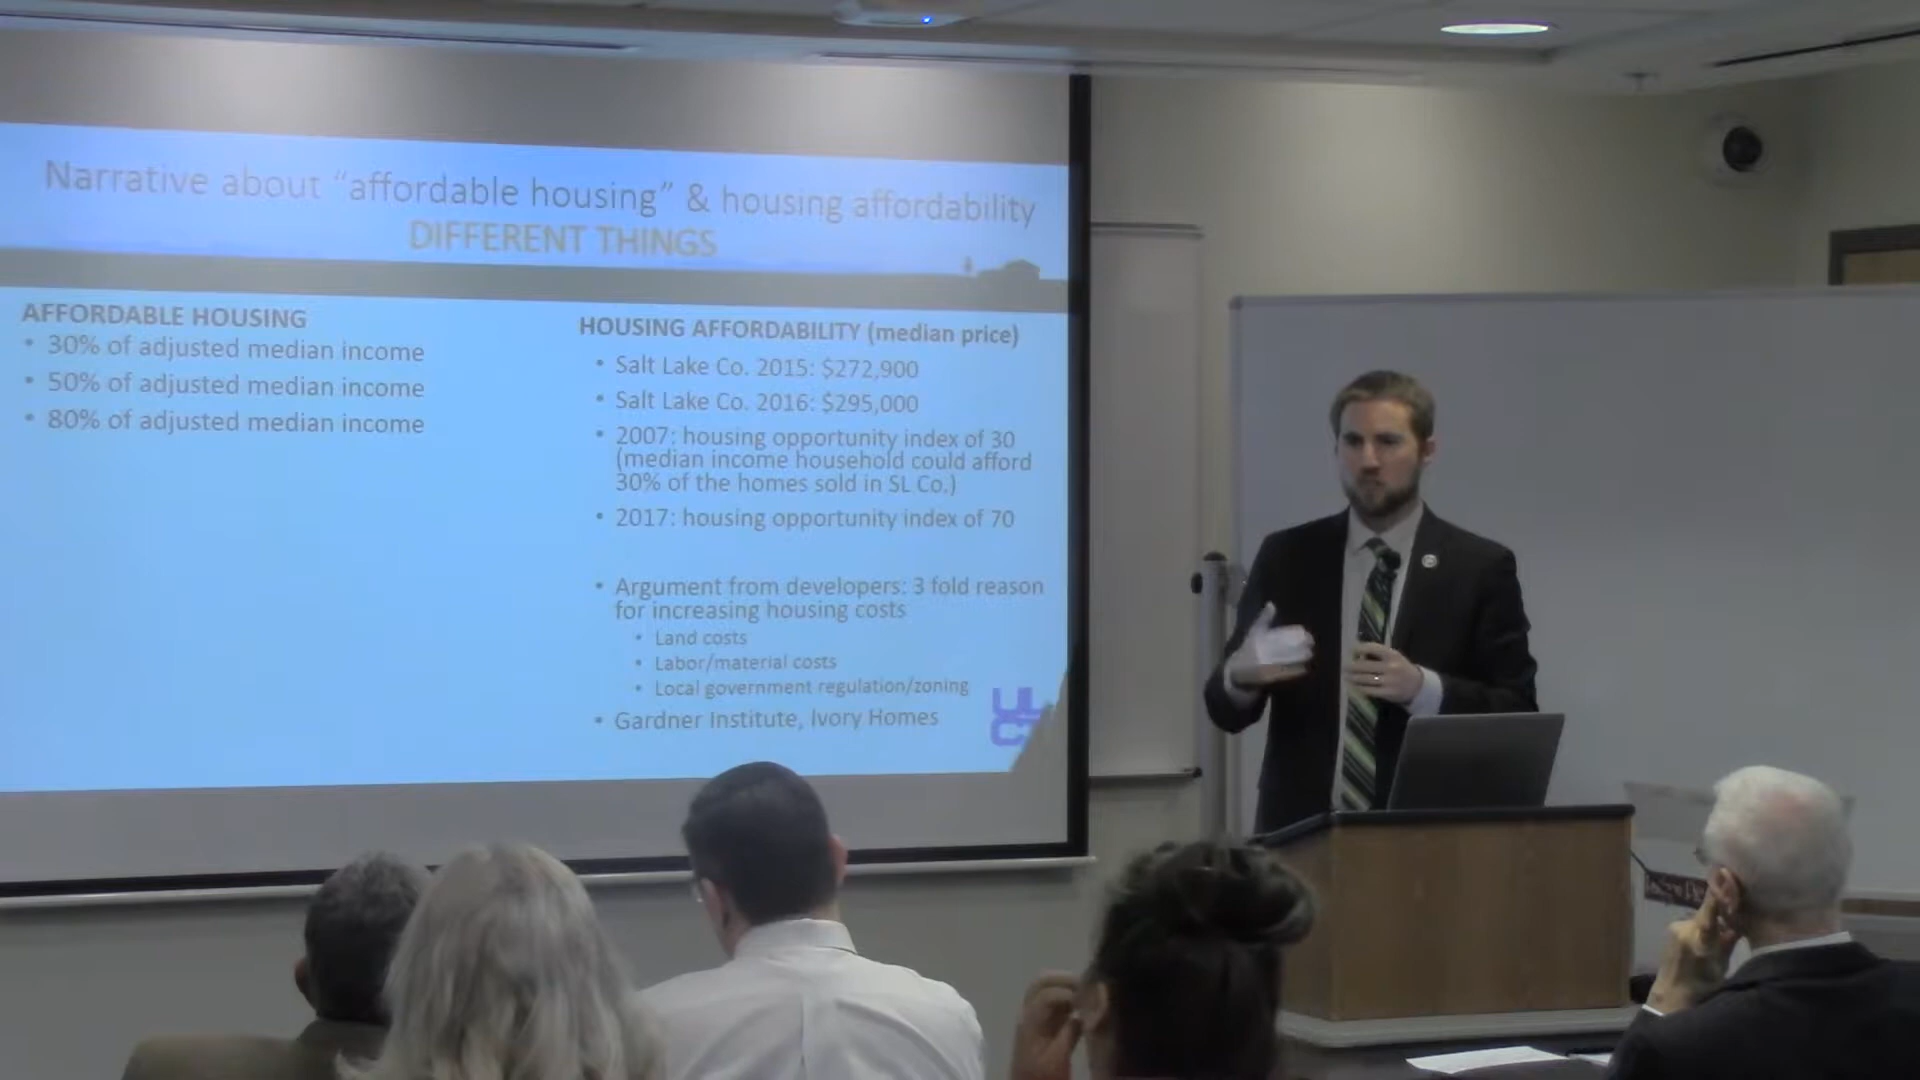 Narrative about “affordable housing” & housing affordability
DIFFERENT THINGS
AFFORDABLE HOUSING
• 30% of adjusted median income
• 50% of adjusted median income
• 80% of adjusted median income
HOUSING AFFORDABILITY (median price)
• Salt Lake Co. 2015: $272,900
• Salt Lake Co. 2016: $295,000
• 2007: housing opportunity index of 30
(median income household could afford
30% of the homes sold in SL Co.)
• 2017: housing opportunity index of 70
• Argument from developers: 3 fold reason
for increasing housing costs
• Land costs
• Labor/material costs
• Local government regulation/zoning
• Gardner Institute, Ivory Homes
UL
C